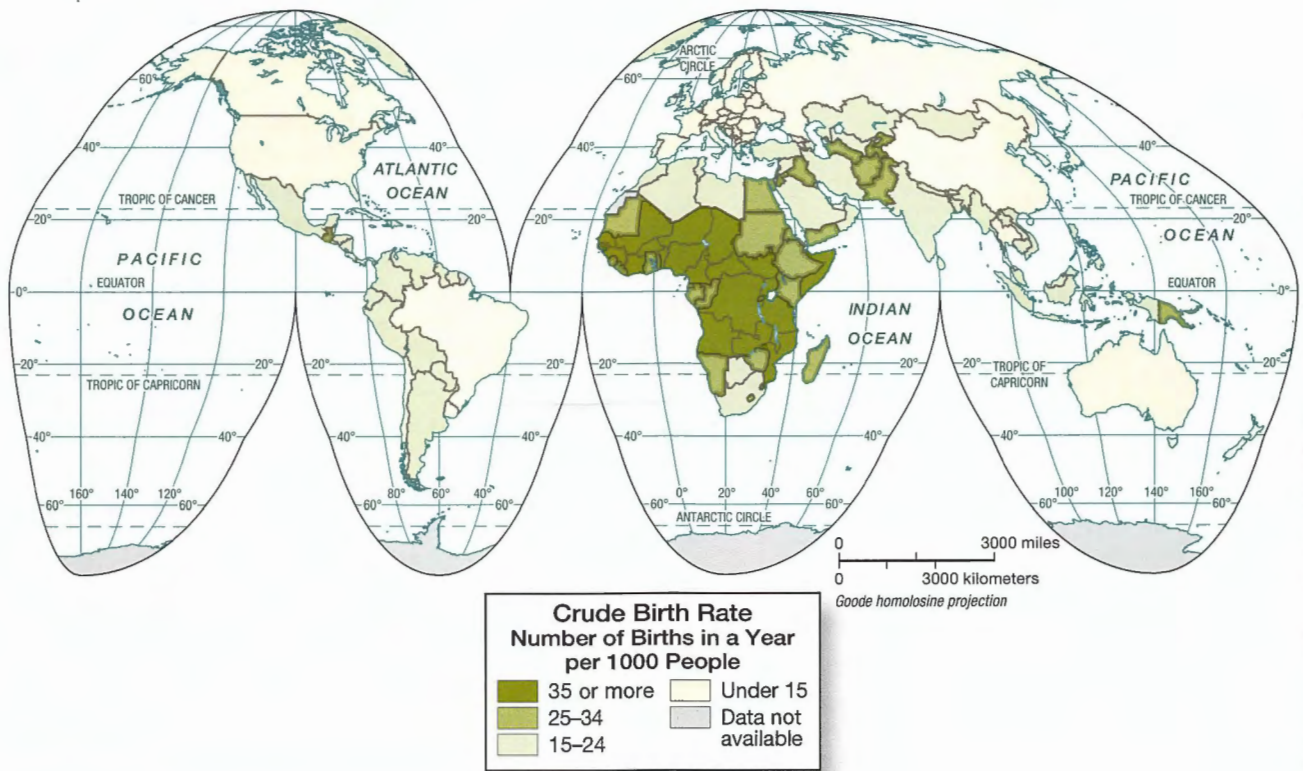 ARCTIC
CIRCLE
60°
60°
60°
60°
40°
40°
40°
40°
ATLANTIC
OCEAN
PACIFIC
TROPIC OF CANCER
TROPIC OF CANCER
20°
20°
20°
20°
OCEAN
PACIFIC
EQUATOR
EQUATOR
0°
0°
0°
0°
OCEAN
INDIAN
OCEAN
20°
20°
20°
20°
TROPIC OF CAPRICORN
TROPIC OF
CAPRICORN
40°
40°
40°
40°
160° 140° 120°
80° 60° 40°
0° 20° 40°
100° 120° 140° 160°
60°
60°
60°
60°
60°
60°
ANTARCTIC CIRCLE
0 3000 miles
0 3000 kilometers
Goode homolosine projection
Crude Birth Rate
Number of Births in a Year
per 1000 People
35 or more
25–34
15–24
Under 15
Data not
available